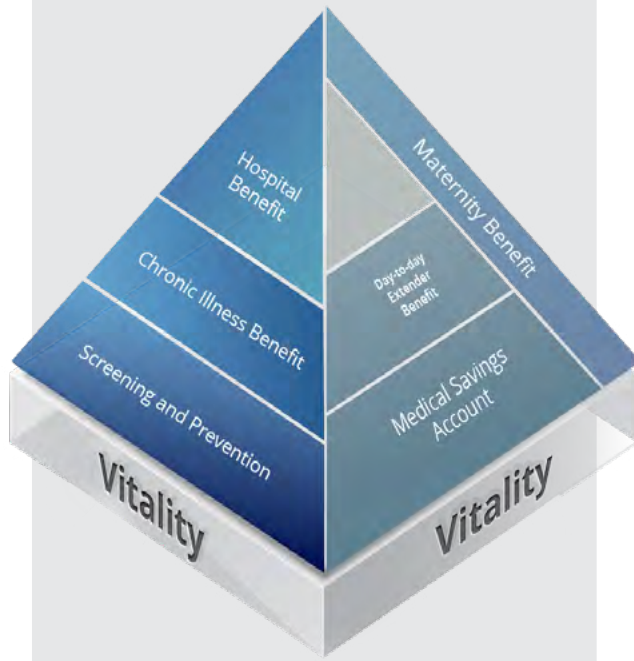 Hospital
Benefit
Chronic Illness Benefit
Screening and Prevention
Maternity Benefit
Day-to-day
Extender
Benefit
Medical Savings
Account
Vitality
Vitality